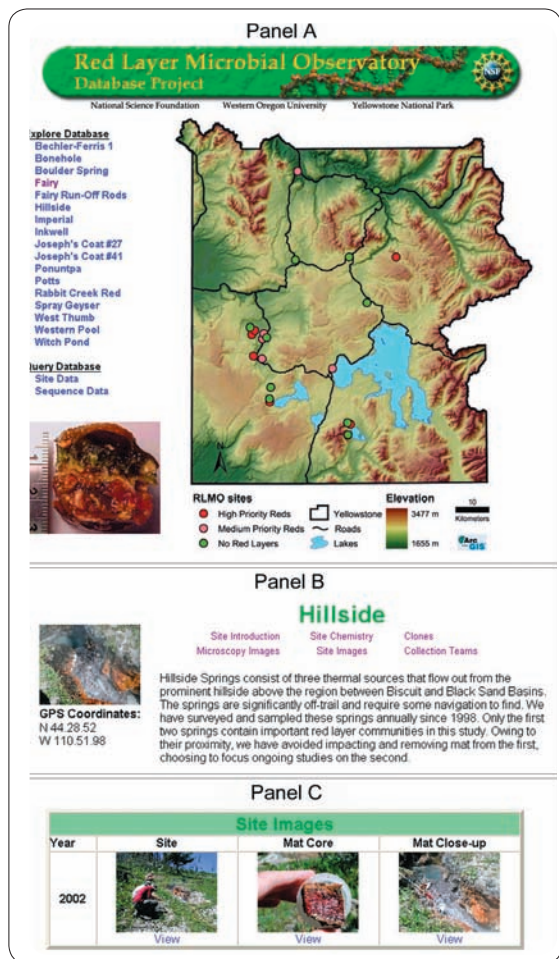 Panel A
Red Layer Microbial Observatory
Database Project
NSF
National Science Foundation Western Oregon University Yellowstone National Park
Explore Database
Bechler-Ferris 1
Bonehole
Boulder Spring
Fairy
Fairy Run-Off Rods
Hillside
Imperial
Inkwell
Joseph's Coat #27
Joseph's Coat #41
Ponuntpa
Potts
Rabbit Creek Red
Spray Geyser
West Thumb
Western Pool
Witch Pond
Query Database
Site Data
Sequence Data
N
RLMO sites
High Priority Reds
Medium Priority Reds
No Red Layers
Yellowstone
Roads
Lakes
Elevation
3477 m
1655 m
10
Kilometers
Arc
GIS
Panel B
Hillside
Site Introduction Site Chemistry Clones
Microscopy Images Site Images Collection Teams
GPS Coordinates:
N 44.28.52
W 110.51.98
Hillside Springs consist of three thermal sources that flow out from the
prominent hillside above the region between Biscuit and Black Sand Basins.
The springs are significantly off-trail and require some navigation to find. We
have surveyed and sampled these springs annually since 1998. Only the first
two springs contain important red layer communities in this study. Owing to
their proximity, we have avoided impacting and removing mat from the first,
choosing to focus ongoing studies on the second.
Panel C
Site Images
Year Site Mat Core Mat Close-up
2002
View View View